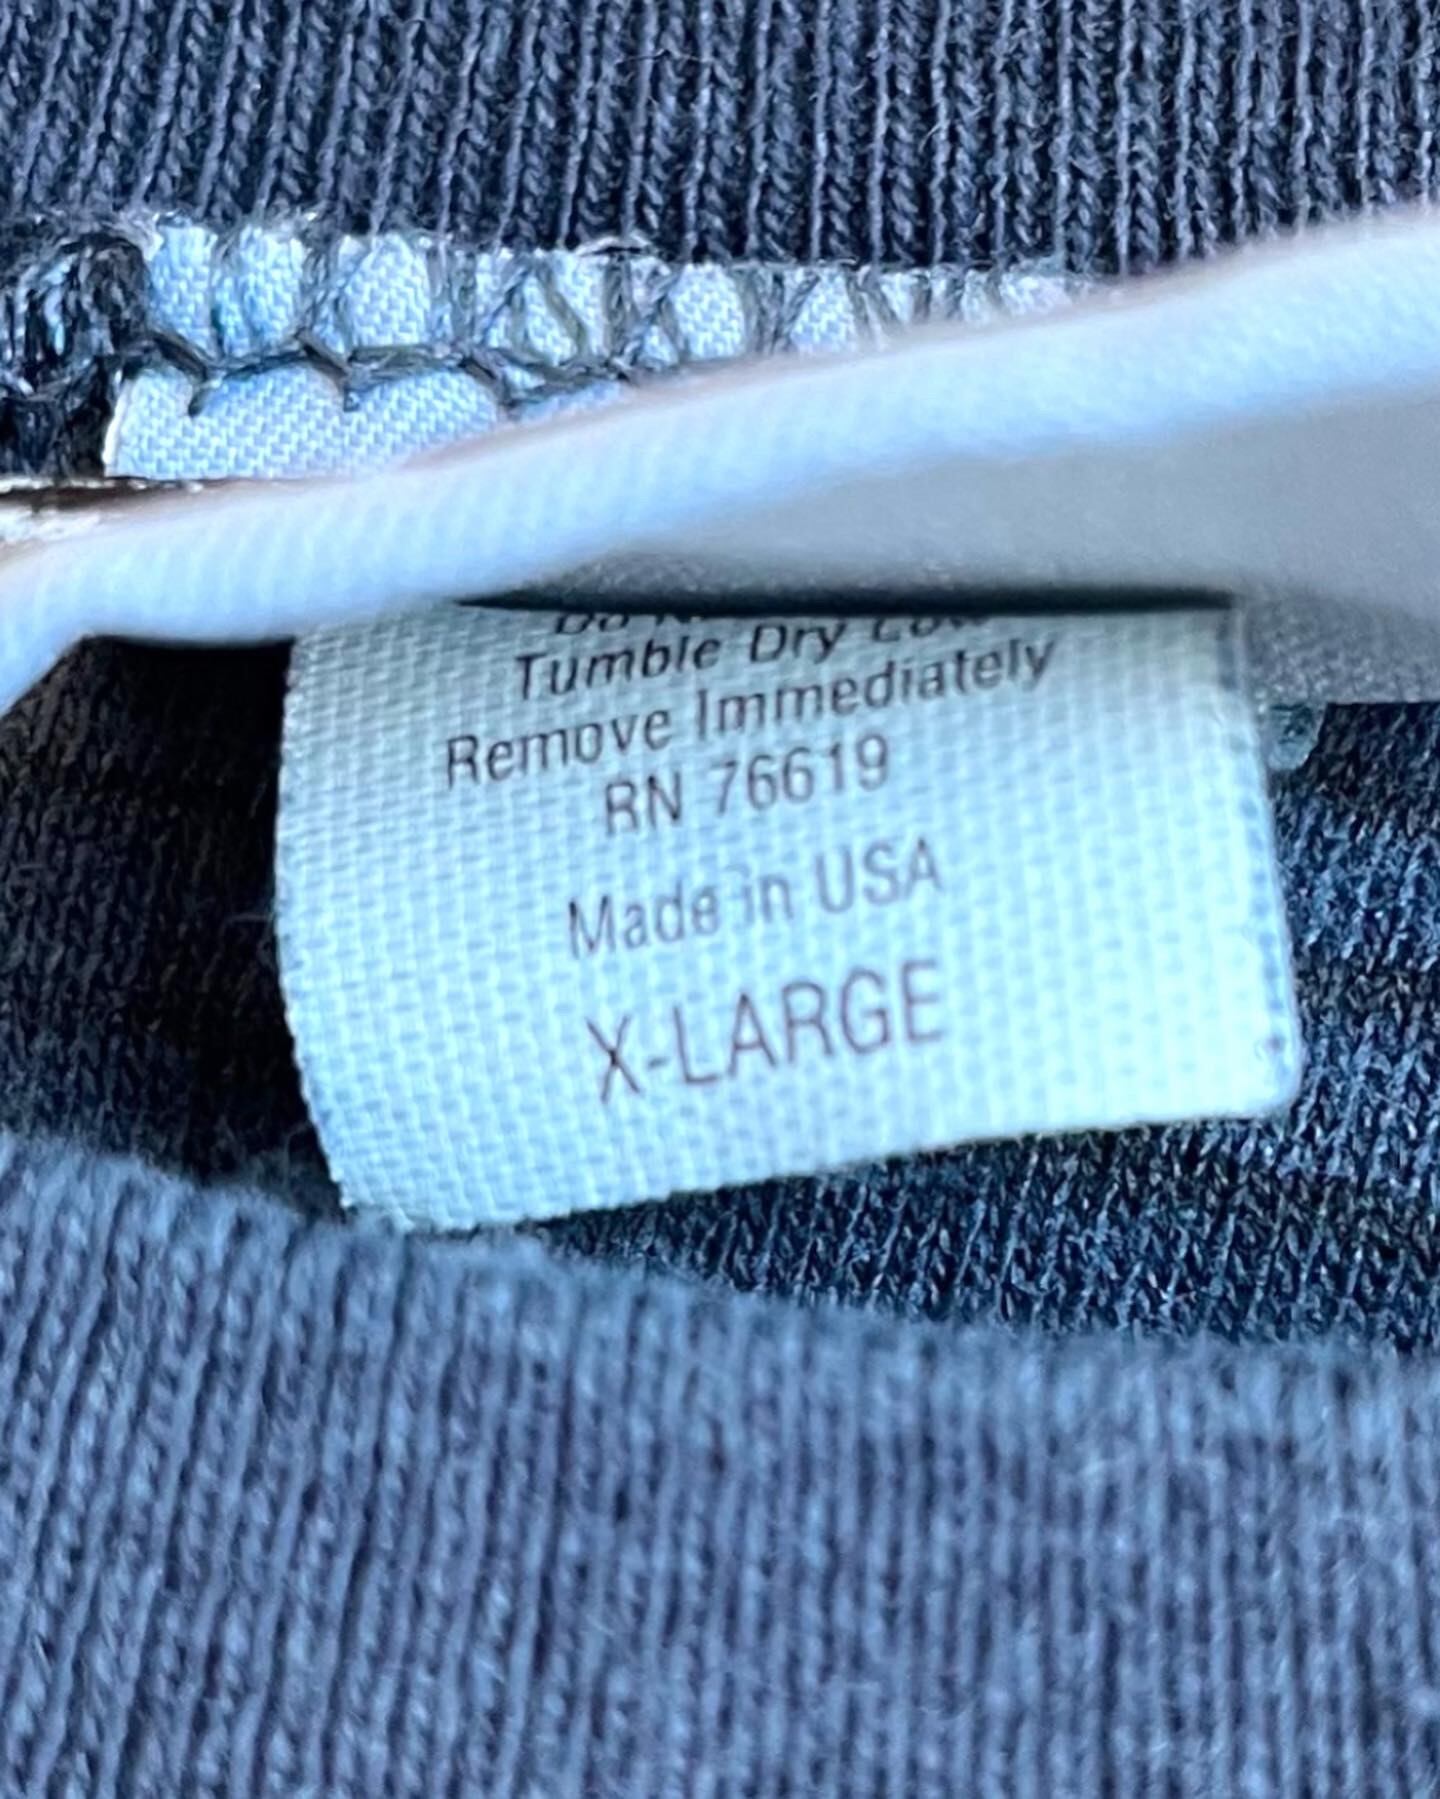 Tumble Dry Low
Remove Immediately
RN 76619
Made in USA
X-LARGE